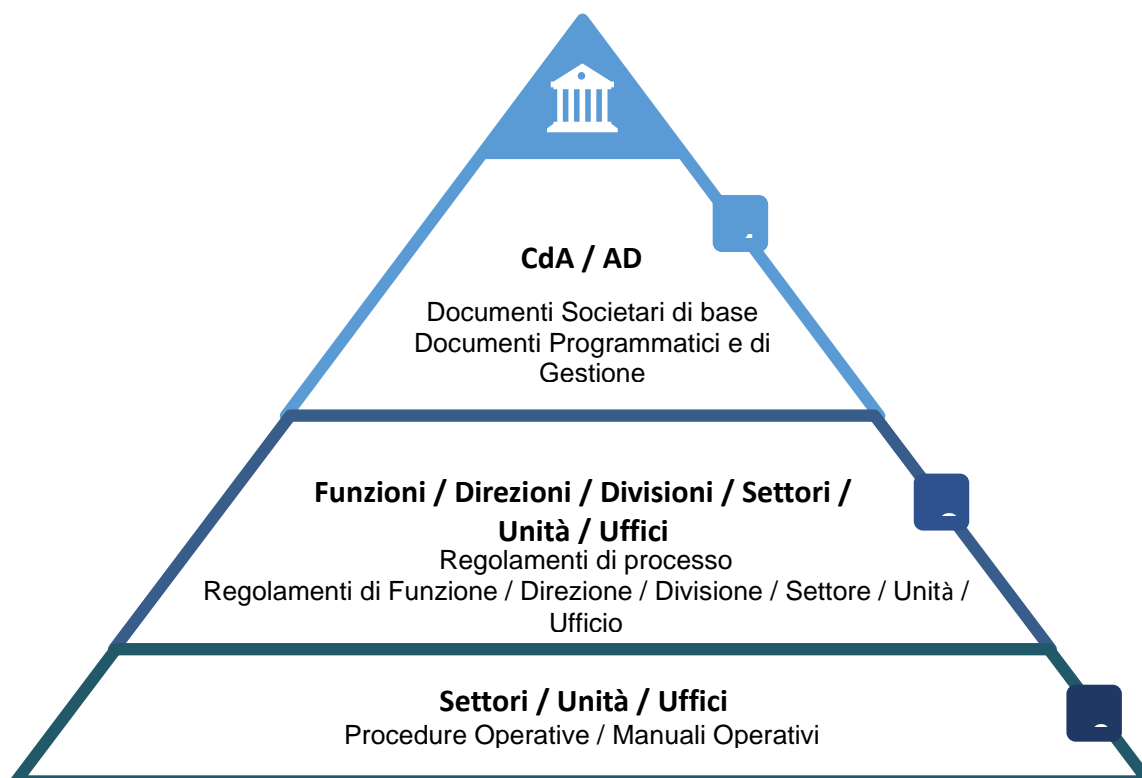 CdA / AD
Documenti Societari di base
Documenti Programmatici e di
Gestione
Funzioni / Direzioni / Divisioni / Settori /
Unità / Uffici
Regolamenti di processo
Regolamenti di Funzione / Direzione / Divisione / Settore / Unità /
Ufficio
Settori / Unità / Uffici
Procedure Operative / Manuali Operativi